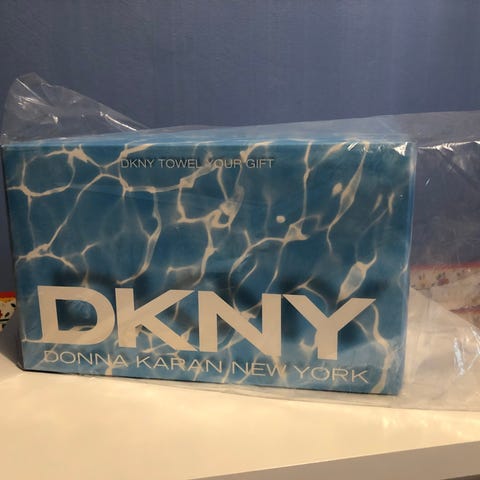 DKNY TOWEL YOUR GIFT
DKNY
DONNA KARAN NEW YORK